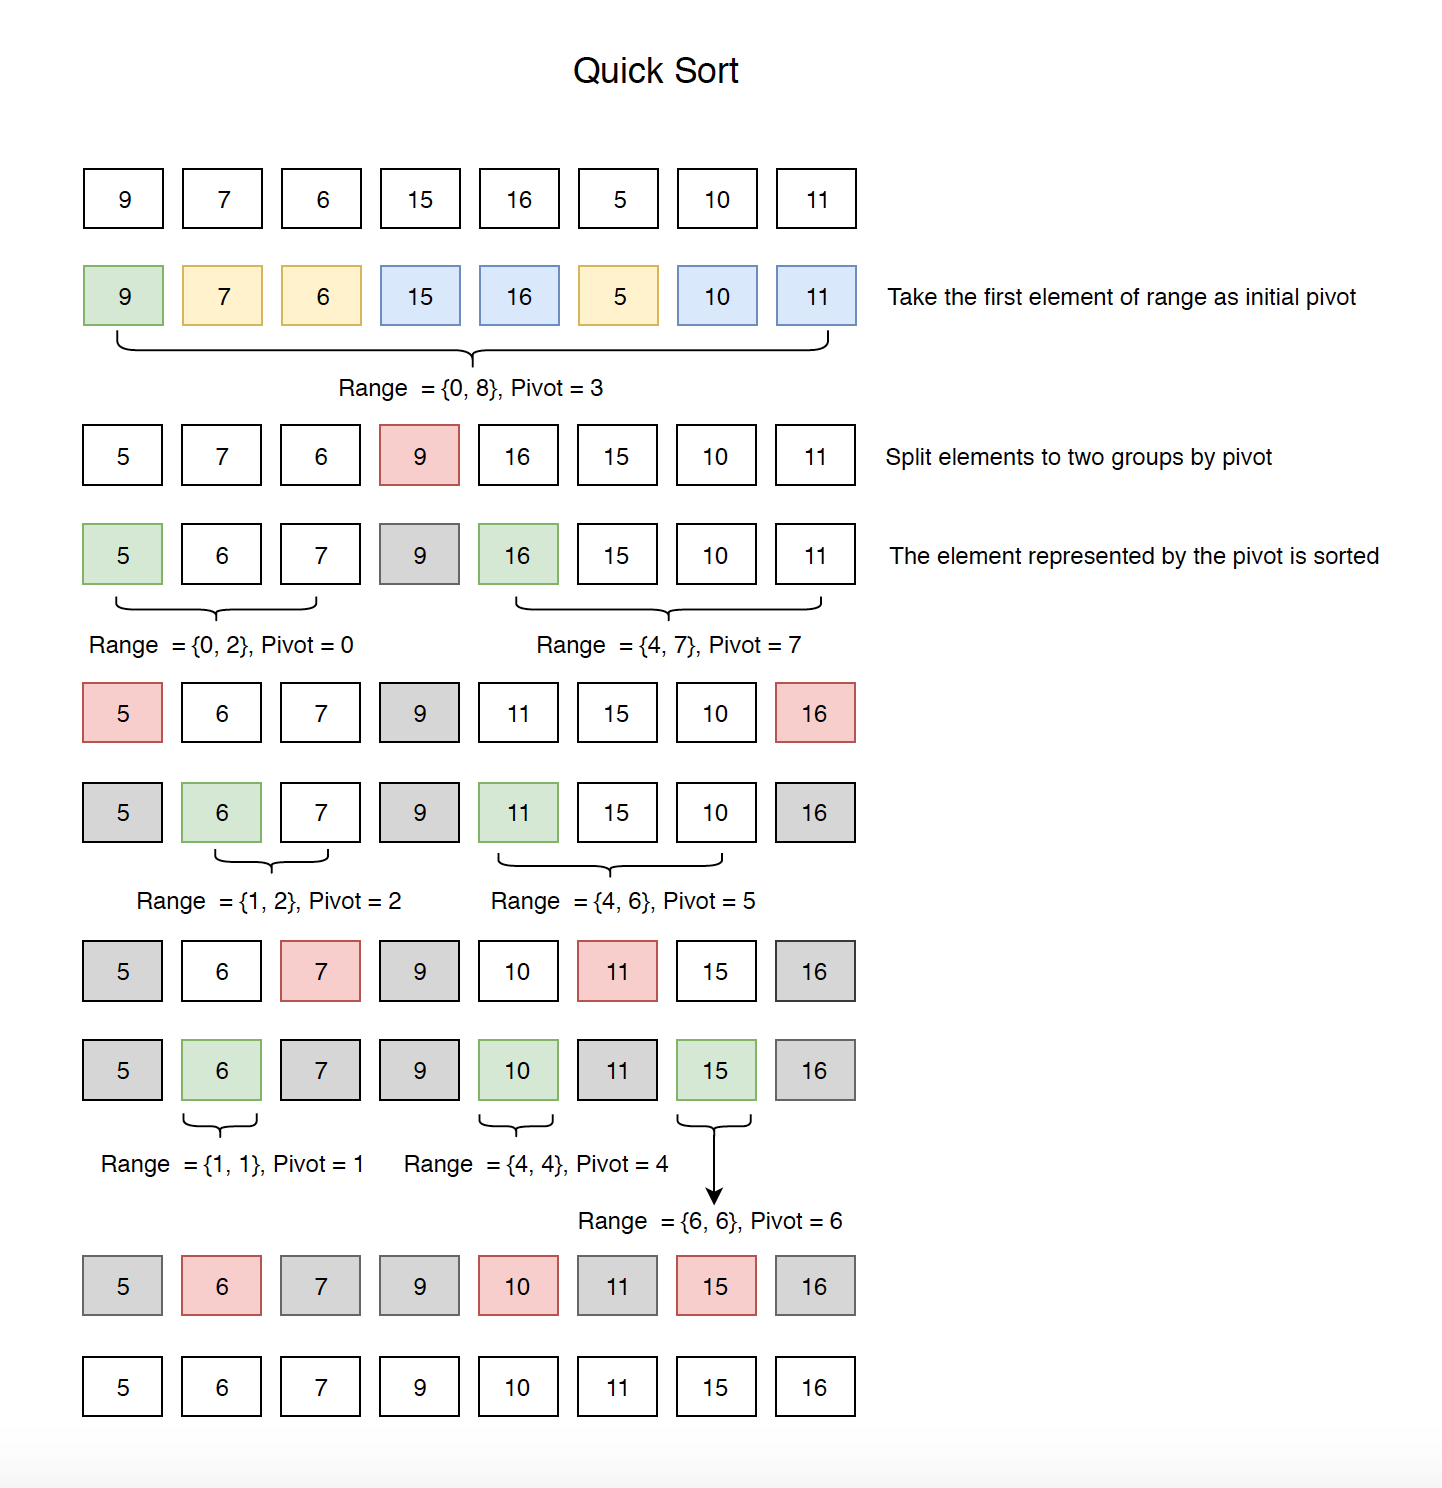 Quick Sort
9 7 6 15 16 5 10 11
9 7 6 15 16 5 10 11 Take the first element of range as initial pivot
Range = {0, 8}, Pivot = 3
5 7 6 9 16 15 10 11 Split elements to two groups by pivot
5 6 7 9 16 15 10 11 The element represented by the pivot is sorted
Range = {0, 2}, Pivot = 0 Range = {4, 7}, Pivot = 7
5 6 7 9 11 15 10 16
5 6 7 9 11 15 10 16
Range = {1, 2}, Pivot = 2 Range = {4, 6}, Pivot = 5
5 6 7 9 10 11 15 16
5 6 7 9 10 11 15 16
Range = {1, 1}, Pivot = 1 Range = {4, 4}, Pivot = 4
Range = {6, 6}, Pivot = 6
5 6 7 9 10 11 15 16
5 6 7 9 10 11 15 16